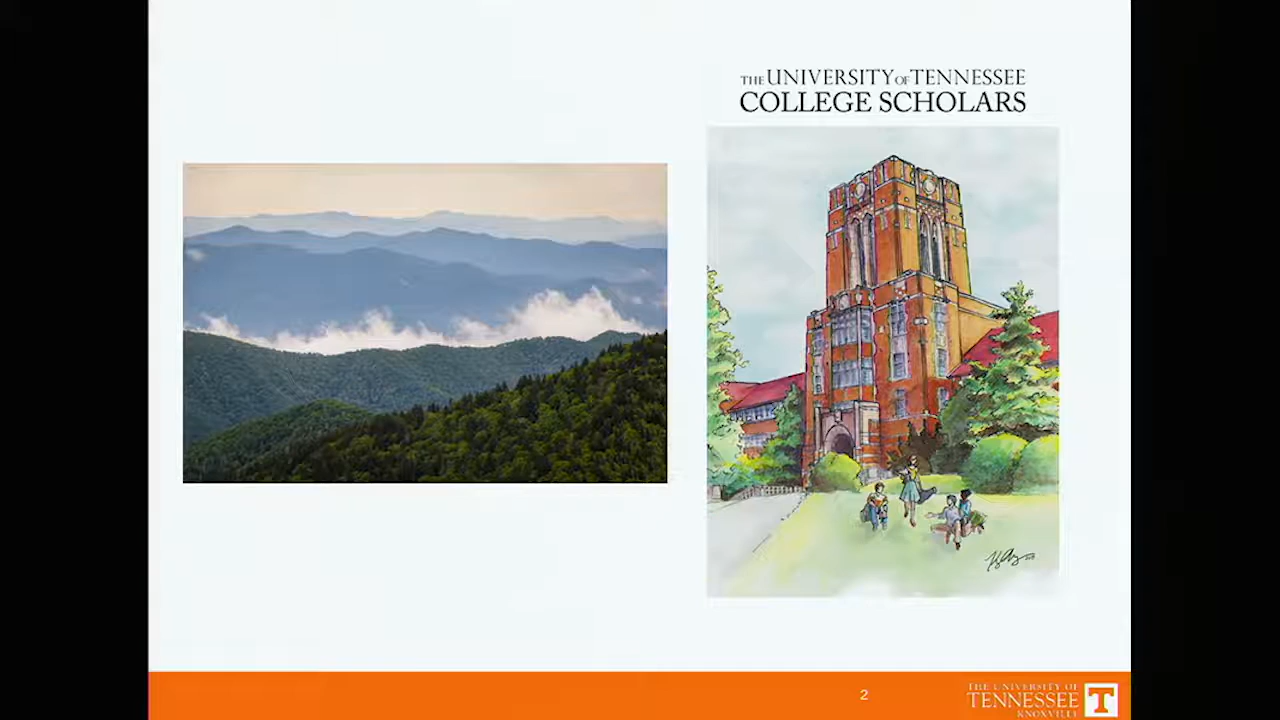 THE UNIVERSITY OF TENNESSEE
COLLEGE SCHOLARS
2
THE UNIVERSITY OF
TENNESSEE
KNOXVILLE
T